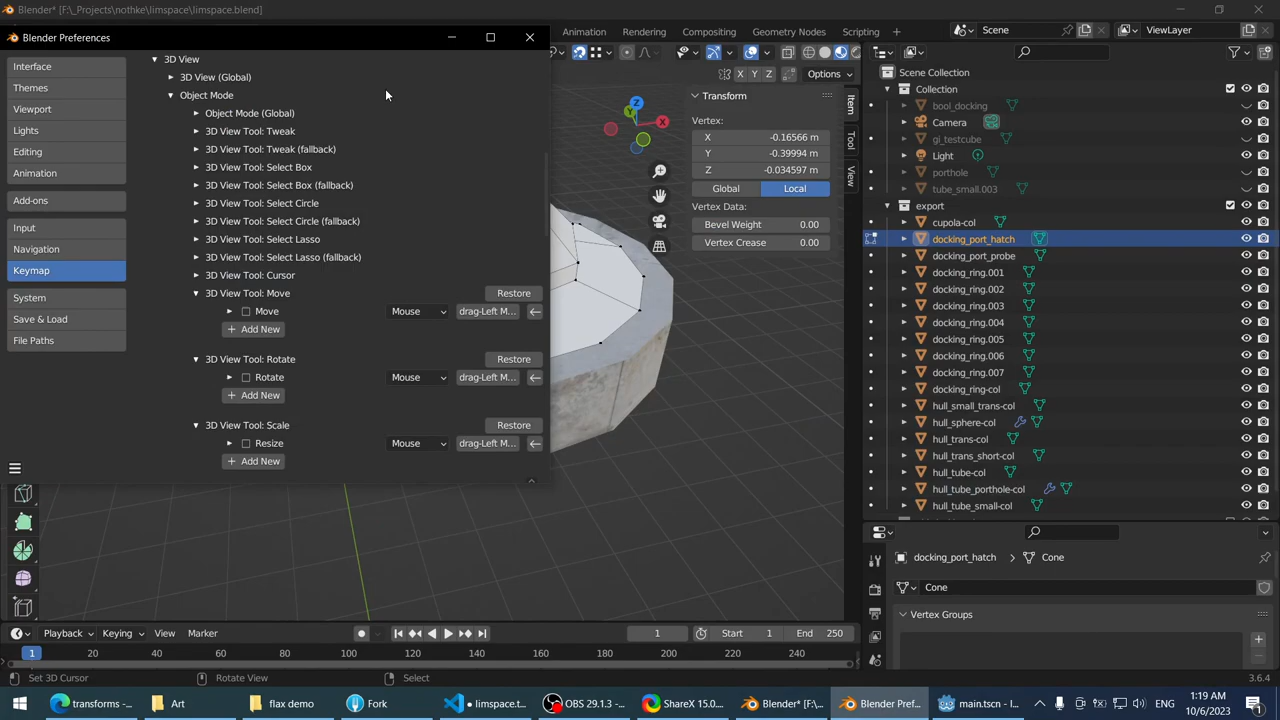 Blender* [F:\_Projects\nothke\limspace\limspace.blend]
Blender Preferences
Animation
Rendering
Compositing
Geometry Nodes
Scripting
Scene
ViewLayer
Interface
Themes
Viewport
Lights
Editing
Animation
Add-ons
Input
Navigation
Keymap
System
Save & Load
File Paths
3D View
3D View (Global)
Object Mode
Object Mode (Global)
3D View Tool: Tweak
3D View Tool: Tweak (fallback)
3D View Tool: Select Box
3D View Tool: Select Box (fallback)
3D View Tool: Select Circle
3D View Tool: Select Circle (fallback)
3D View Tool: Select Lasso
3D View Tool: Select Lasso (fallback)
3D View Tool: Cursor
3D View Tool: Move
Restore
Move
Mouse
drag-Left M...
Add New
3D View Tool: Rotate
Restore
Rotate
Mouse
drag-Left M...
Add New
3D View Tool: Scale
Restore
Resize
Mouse
drag-Left M...
Add New
X
Y
Z
Options
Z
Y
X
Transform
Vertex:
X -0.16566 m
Y -0.39994 m
Z -0.034597 m
Global
Local
Vertex Data:
Bevel Weight 0.00
Vertex Crease 0.00
Item
Tool
View
Scene Collection
Collection
bool_docking
Camera
gi_testcube
Light
porthole
tube_small.003
export
cupola-col
docking_port_hatch
docking_port_probe
docking_ring.001
docking_ring.002
docking_ring.003
docking_ring.004
docking_ring.005
docking_ring.006
docking_ring.007
docking_ring-col
hull_small_trans-col
hull_sphere-col
hull_trans-col
hull_trans_short-col
hull_tube-col
hull_tube_porthole-col
hull_tube_small-col
docking_port_hatch
Cone
Cone
Vertex Groups
Playback
Keying
View
Marker
1
Start 1
End 250
1
20
40
60
80
100
120
140
160
180
200
220
240
Set 3D Cursor
Rotate View
Select
3.6.4
transforms -...
Art
flax demo
Fork
limspace.t...
OBS 29.1.3 -...
ShareX 15.0...
Blender* [F:\...
Blender Pref...
main.tscn - l...
ENG
1:19 AM
10/6/2023